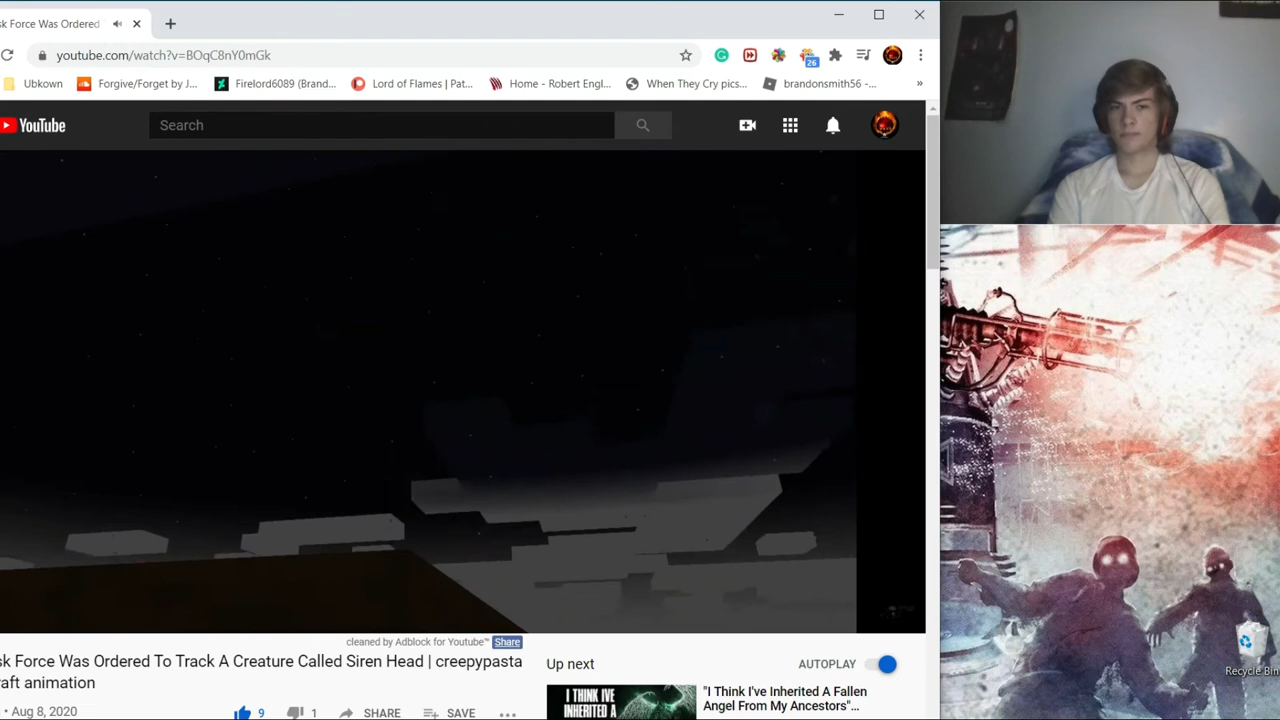 sk Force Was Ordered
youtube.com/watch?v=BOqC8nY0mGk
26
Ubkown
Forgive/Forget by J...
Firelord6089 (Brand...
Lord of Flames | Pat...
Home - Robert Engl...
When They Cry pics...
brandonsmith56 -...
»
YouTube
Search
cleaned by Adblock for Youtube™ Share
sk Force Was Ordered To Track A Creature Called Siren Head | creepypasta
raft animation
• Aug 8, 2020
9
1
SHARE
SAVE
Up next
AUTOPLAY
I THINK I'VE
INHERITED A
"I Think I've Inherited A Fallen
Angel From My Ancestors"...
Recycle Bin